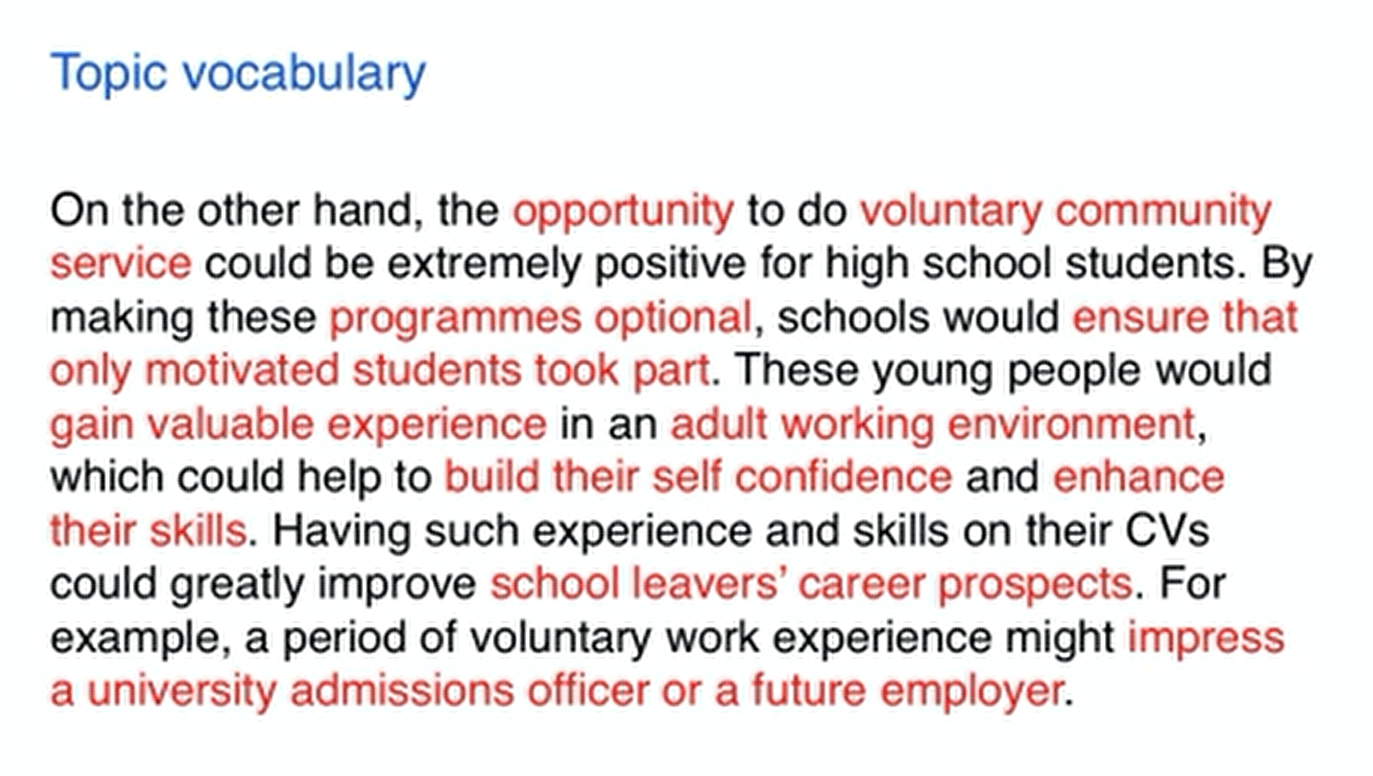 Topic vocabulary
On the other hand, the opportunity to do voluntary community
service could be extremely positive for high school students. By
making these programmes optional, schools would ensure that
only motivated students took part. These young people would
gain valuable experience in an adult working environment,
which could help to build their self confidence and enhance
their skills. Having such experience and skills on their CVs
could greatly improve school leavers’ career prospects. For
example, a period of voluntary work experience might impress
a university admissions officer or a future employer.